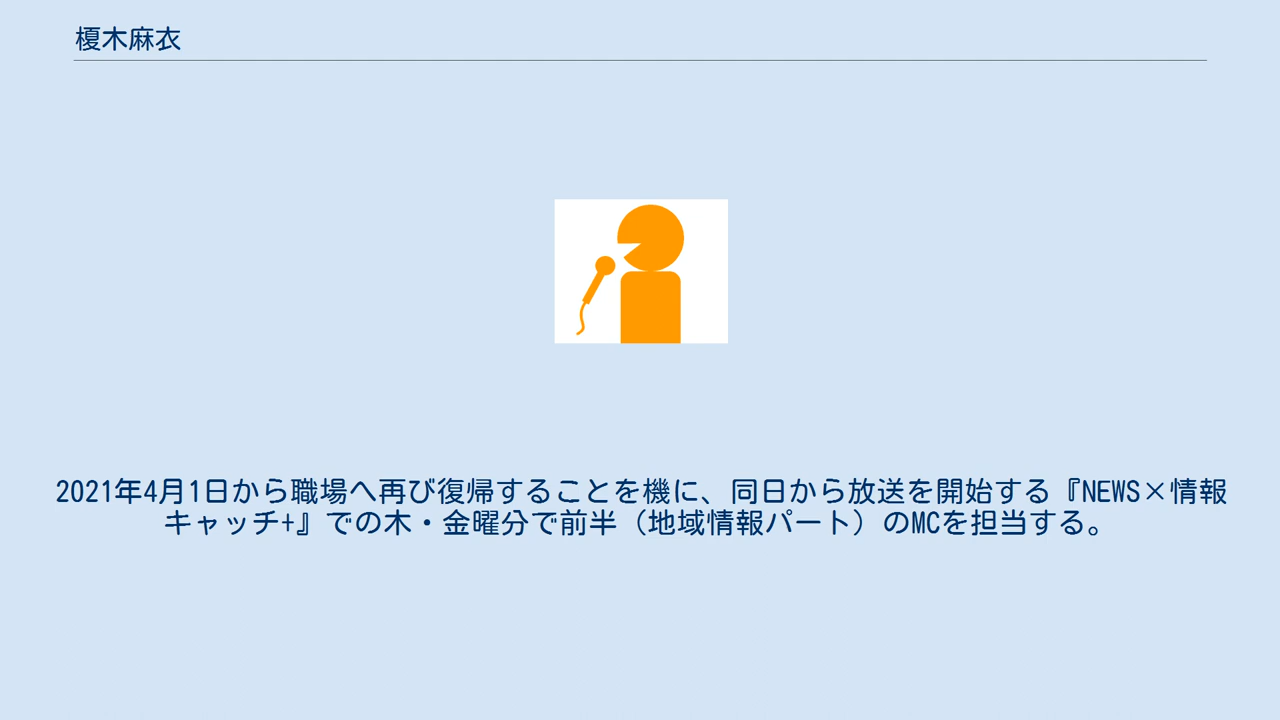 榎木麻衣
2021年4月1日から職場へ再び復帰することを機に、同日から放送を開始する『NEWS×情報
キャッチ+』での木・金曜分で前半（地域情報パート）のMCを担当する。